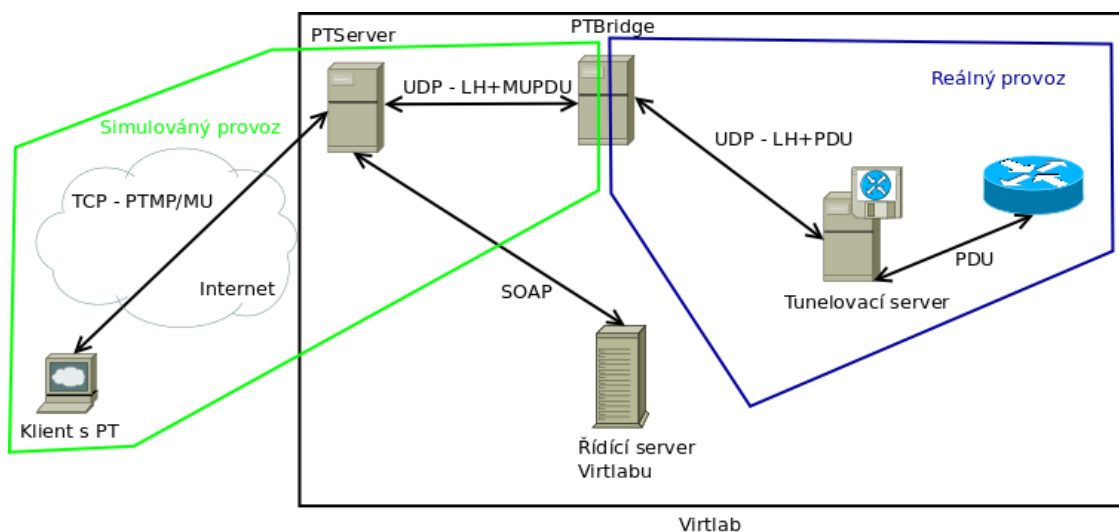 PTServer
PTBridge
UDP - LH+MUPDU
Reálný provoz
Simulováný provoz
UDP - LH+PDU
TCP - PTMP/MU
PDU
Internet
SOAP
Tunelovací server
Klient s PT
Řídící server
Virtlabu
Virtlab